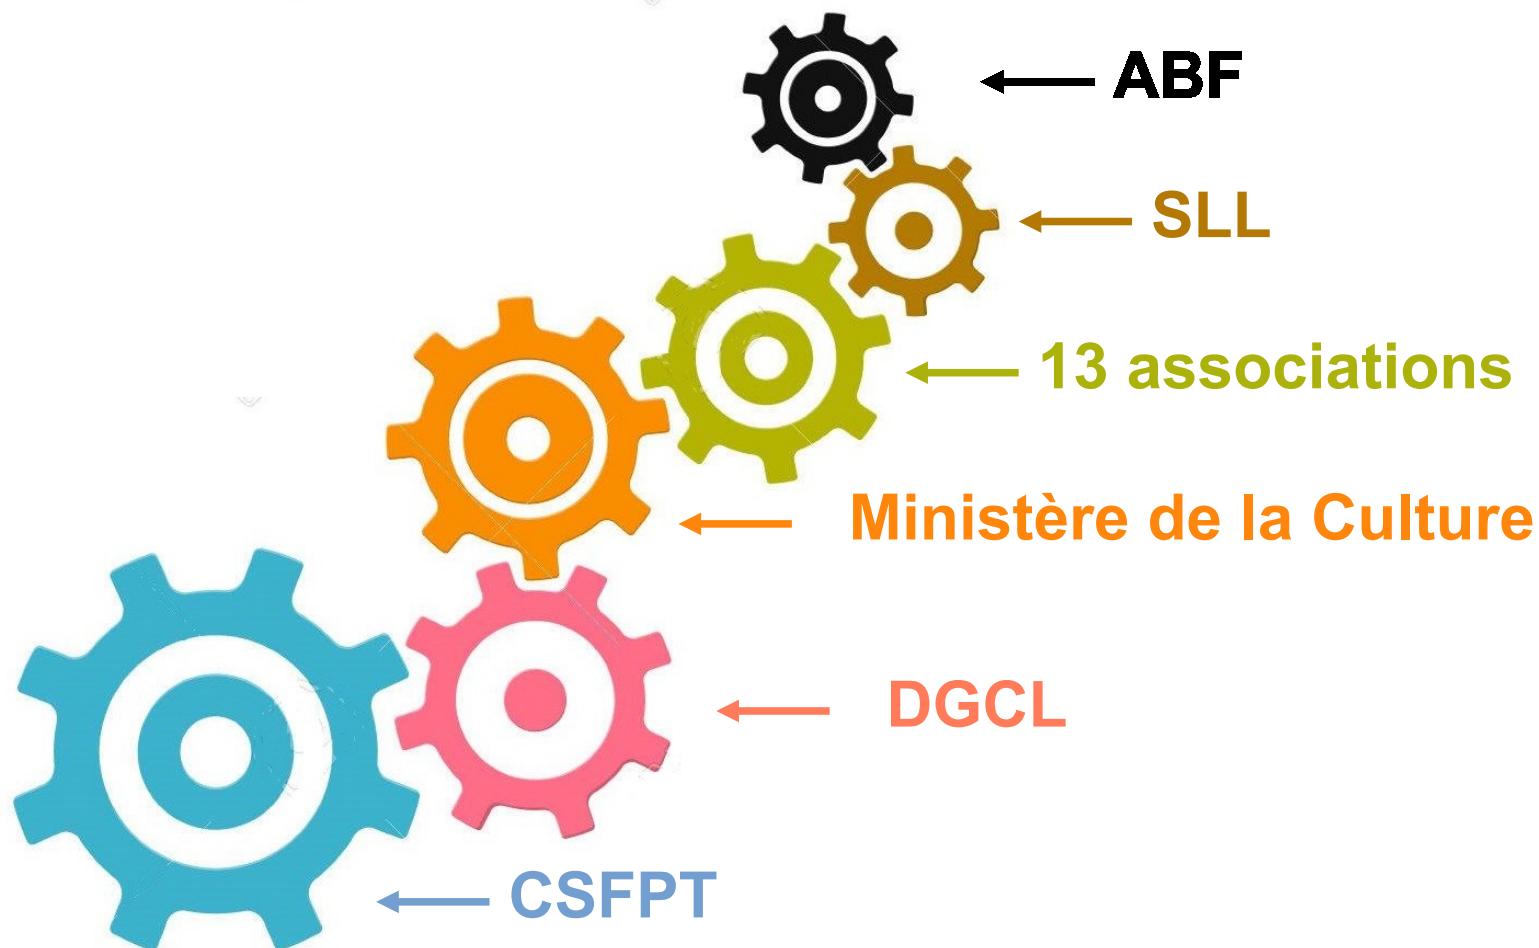 ABF
SLL
13 associations
Ministère de la Culture
DGCL
CSFPT